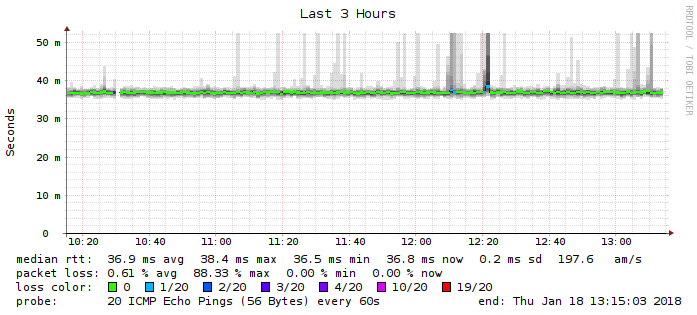 Last 3 Hours
RRDTOOL / TOBI OETIKER
Seconds
50 m
40 m
30 m
20 m
10 m
0
10:20 10:40 11:00 11:20 11:40 12:00 12:20 12:40 13:00
median rtt: 36.9 ms avg 38.4 ms max 36.5 ms min 36.8 ms now 0.2 ms sd 197.6 am/s
packet loss: 0.61 % avg 88.33 % max 0.00 % min 0.00 % now
loss color: 0 1/20 2/20 3/20 4/20 10/20 19/20
probe: 20 ICMP Echo Pings (56 Bytes) every 60s end: Thu Jan 18 13:15:03 2018